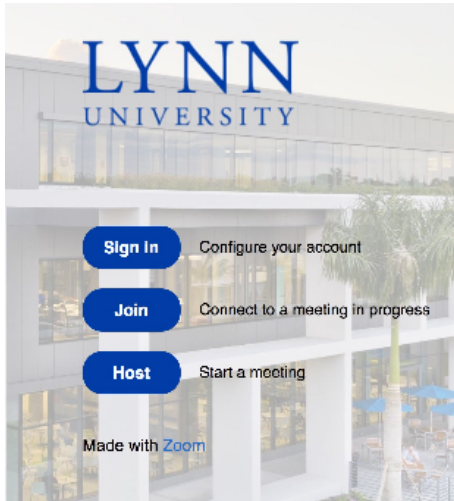 LYNN
UNIVERSITY
Sign In Configure your account
Join Connect to a meeting in progress
Host Start a meeting
Made with Zoom